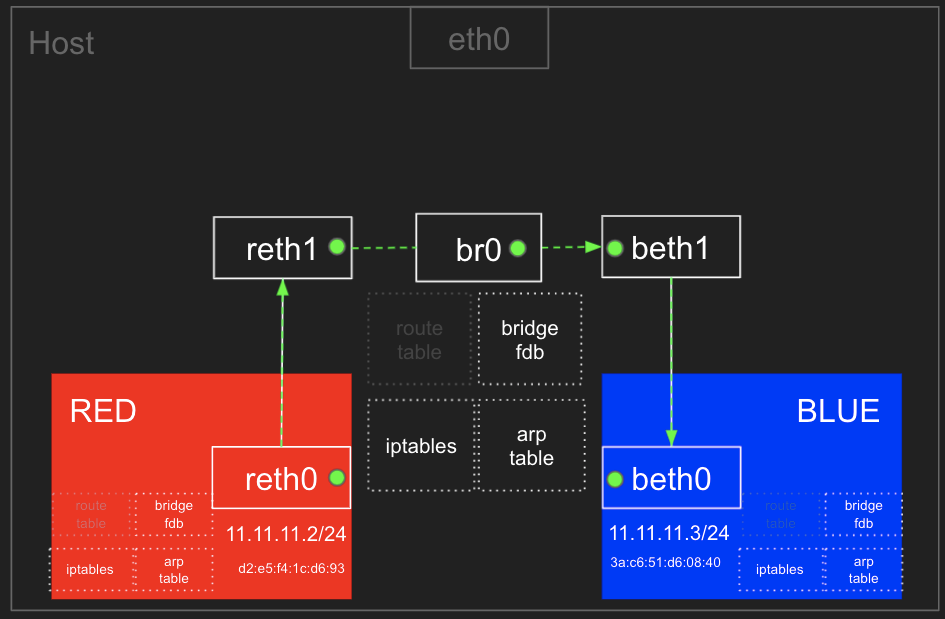 Host
eth0
reth1
br0
beth1
route
table
bridge
fdb
iptables
arp
table
RED
reth0
11.11.11.2/24
d2:e5:f4:1c:d6:93
route
table
bridge
fdb
iptables
arp
table
BLUE
beth0
11.11.11.3/24
3a:c6:51:d6:08:40
route
table
bridge
fdb
iptables
arp
table